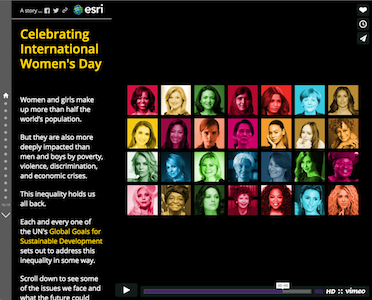 A story ...
esri
Celebrating
International
Women's Day
Women and girls make
up more than half the
world's population.
But they are also more
deeply impacted than
men and boys by poverty,
violence, discrimination,
and economic crises.
This inequality holds us
all back.
Each and every one of
the UN's Global Goals for
Sustainable Development
sets out to address this
inequality in some way.
Scroll down to see some
of the issues we face and
what the future could
HD
vimeo